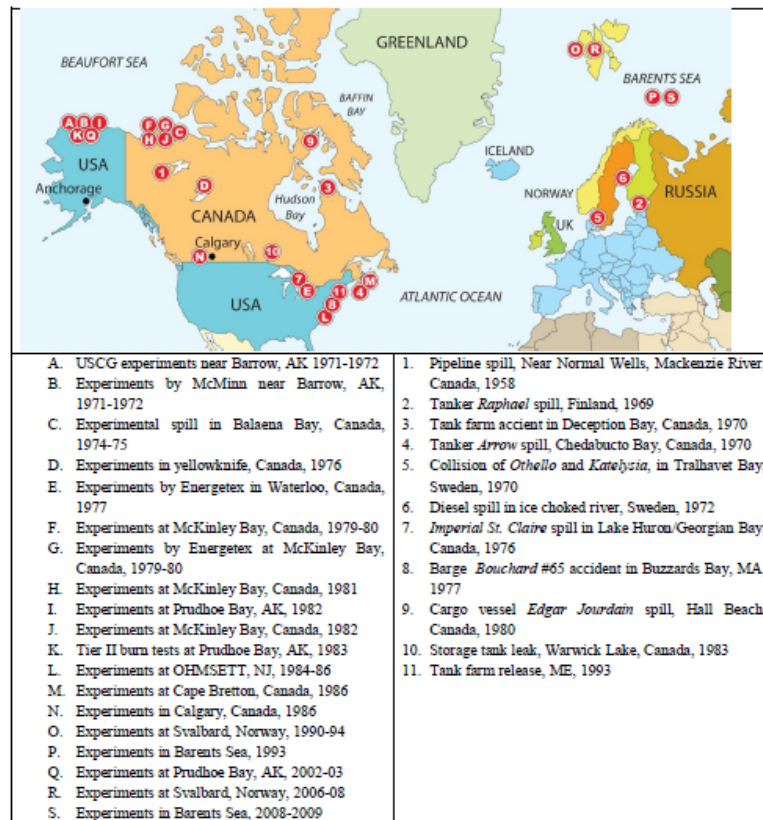 BEAUFORT SEA
GREENLAND
BARENTS SEA
BAFFIN
BAY
O R
P S
A B I
K Q
F G C
H J
9
1
D
3
USA
Anchorage
CANADA
Hudson
Bay
ICELAND
NORWAY
6
2
5
RUSSIA
UK
Calgary
N
10
7
E
11
4
M
8
L
USA
ATLANTIC OCEAN
A. USCG experiments near Barrow, AK 1971-1972
B. Experiments by McMinn near Barrow, AK,
1971-1972
C. Experimental spill in Balaena Bay, Canada,
1974-75
D. Experiments in yellowknife, Canada, 1976
E. Experiments by Energetex in Waterloo, Canada,
1977
F. Experiments at McKinley Bay, Canada, 1979-80
G. Experiments by Energetex at McKinley Bay,
Canada, 1979-80
H. Experiments at McKinley Bay, Canada, 1981
I. Experiments at Prudhoe Bay, AK, 1982
J. Experiments at McKinley Bay, Canada, 1982
K. Tier II burn tests at Prudhoe Bay, AK, 1983
L. Experiments at OHMSETT, NJ, 1984-86
M. Experiments at Cape Bretton, Canada, 1986
N. Experiments in Calgary, Canada, 1986
O. Experiments at Svalbard, Norway, 1990-94
P. Experiments in Barents Sea, 1993
Q. Experiments at Prudhoe Bay, AK, 2002-03
R. Experiments at Svalbard, Norway, 2006-08
S. Experiments in Barents Sea, 2008-2009
1. Pipeline spill, Near Normal Wells, Mackenzie River
Canada, 1958
2. Tanker Raphael spill, Finland, 1969
3. Tank farm accient in Deception Bay, Canada, 1970
4. Tanker Arrow spill, Chedabucto Bay, Canada, 1970
5. Collision of Othello and Katelysia, in Tralhavet Bay
Sweden, 1970
6. Diesel spill in ice choked river, Sweden, 1972
7. Imperial St. Claire spill in Lake Huron/Georgian Bay
Canada, 1976
8. Barge Bouchard #65 accident in Buzzards Bay, MA
1977
9. Cargo vessel Edgar Jourdain spill, Hall Beach
Canada, 1980
10. Storage tank leak, Warwick Lake, Canada, 1983
11. Tank farm release, ME, 1993